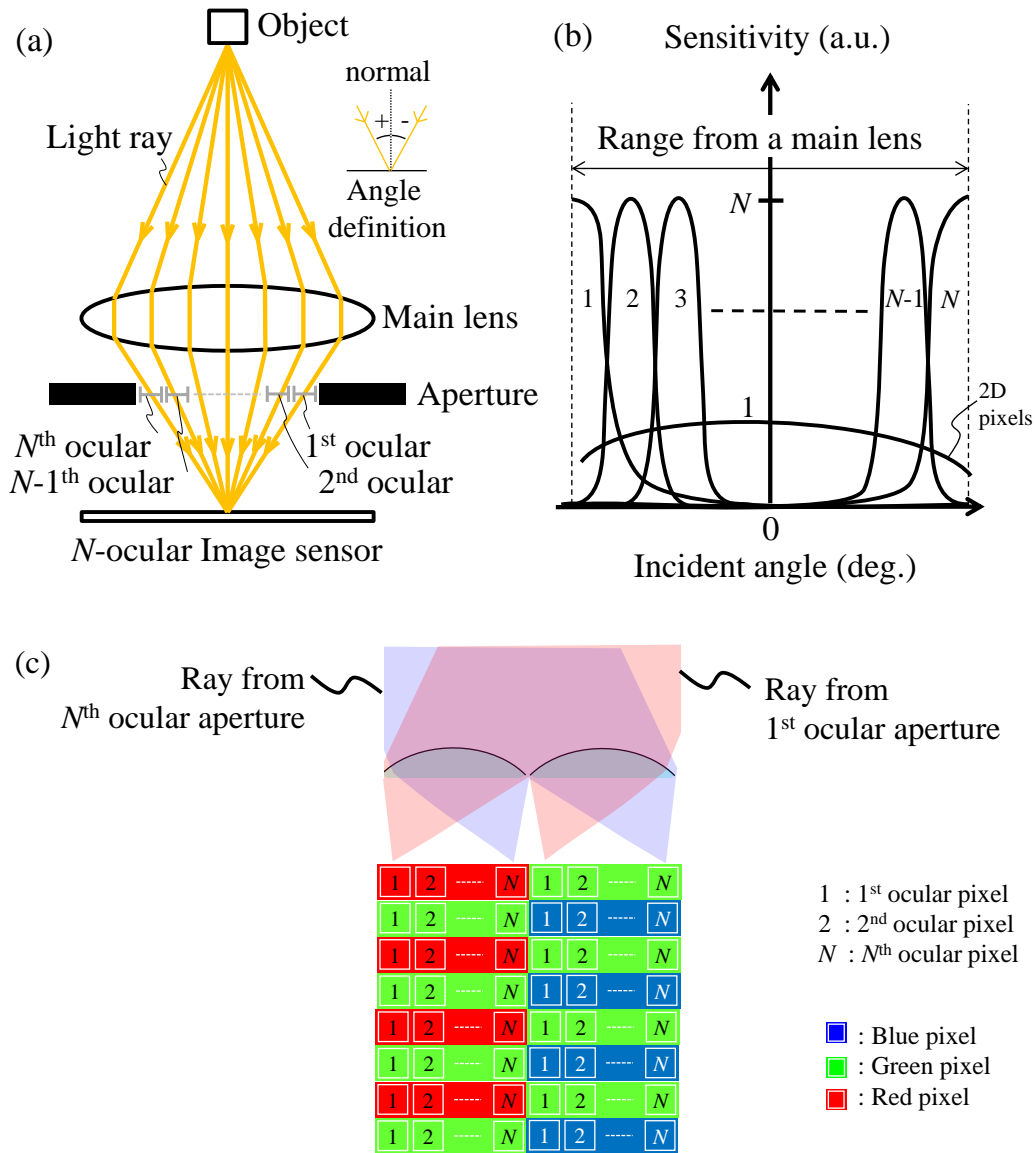 (a)
Object
normal
+ -
Light ray
Angle
definition
Main lens
Aperture
Nth ocular
1st ocular
N-1th ocular
2nd ocular
N-ocular Image sensor
(b)
Sensitivity (a.u.)
Range from a main lens
N
1 2 3 N-1 N
1
2D
pixels
0
Incident angle (deg.)
(c)
Ray from
Nth ocular aperture
Ray from
1st ocular aperture
1 2 ----- N 1 2 ----- N
1 2 ----- N 1 2 ----- N
1 2 ----- N 1 2 ----- N
1 2 ----- N 1 2 ----- N
1 2 ----- N 1 2 ----- N
1 2 ----- N 1 2 ----- N
1 2 ----- N 1 2 ----- N
1 2 ----- N 1 2 ----- N
1 : 1st ocular pixel
2 : 2nd ocular pixel
N : Nth ocular pixel
: Blue pixel
: Green pixel
: Red pixel